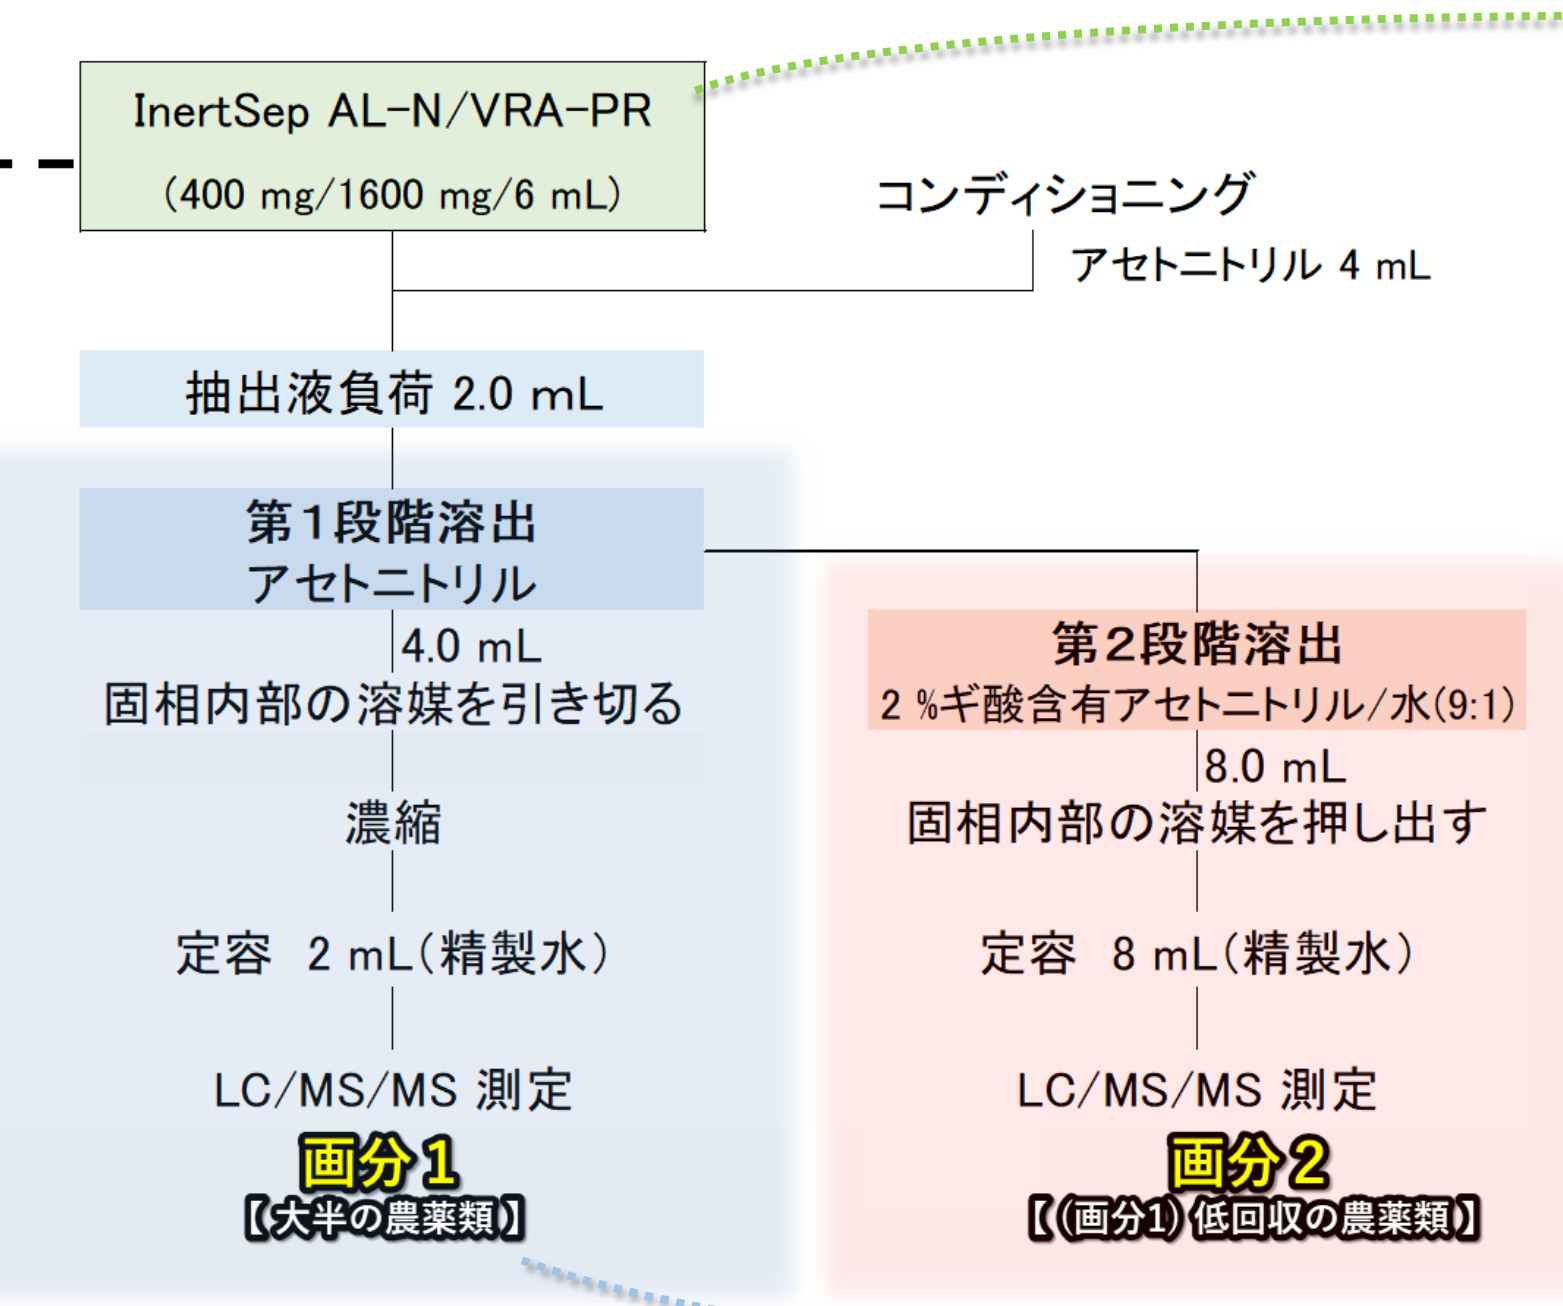 InertSep AL-N/VRA-PR
(400 mg/1600 mg/6 mL)
コンディショニング
アセトニトリル 4 mL
抽出液負荷 2.0 mL
第1段階溶出
アセトニトリル
4.0 mL
固相内部の溶媒を引き切る
濃縮
定容 2 mL(精製水)
LC/MS/MS 測定
画分1
【大半の農薬類】
第2段階溶出
2 %ギ酸含有アセトニトリル/水(9:1)
8.0 mL
固相内部の溶媒を押し出す
定容 8 mL(精製水)
LC/MS/MS 測定
画分2
【(画分1) 低回収の農薬類】